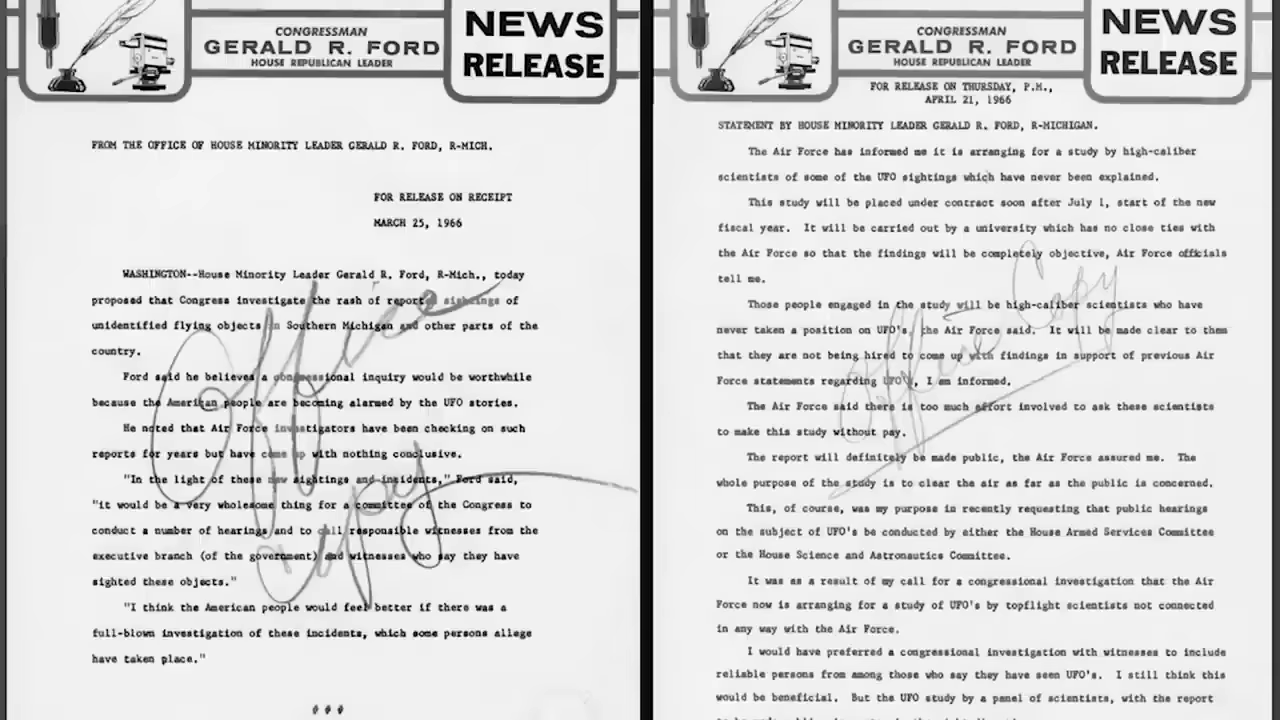 CONGRESSMAN
GERALD R. FORD
HOUSE REPUBLICAN LEADER
NEWS
RELEASE
FROM THE OFFICE OF HOUSE MINORITY LEADER GERALD R. FORD, R-MICH.
FOR RELEASE ON RECEIPT
MARCH 25, 1966
WASHINGTON--House Minority Leader Gerald R. Ford, R-Mich., today
proposed that Congress investigate the rash of reported sightings of
unidentified flying objects in Southern Michigan and other parts of the
country.
Ford said he believes a congressional inquiry would be worthwhile
because the American people are becoming alarmed by the UFO stories.
He noted that Air Force investigators have been checking on such
reports for years but have come up with nothing conclusive.
"In the light of these new sightings and incidents," Ford said,
"it would be a very wholesome thing for a committee of the Congress to
conduct a number of hearings and to call responsible witnesses from the
executive branch (of the government) and witnesses who say they have
sighted these objects."
"I think the American people would feel better if there was a
full-blown investigation of these incidents, which some persons allege
have taken place."
# # #
Office
Copy
CONGRESSMAN
GERALD R. FORD
HOUSE REPUBLICAN LEADER
NEWS
RELEASE
FOR RELEASE ON THURSDAY, P.M.,
APRIL 21, 1966
STATEMENT BY HOUSE MINORITY LEADER GERALD R. FORD, R-MICHIGAN.
The Air Force has informed me it is arranging for a study by high-caliber
scientists of some of the UFO sightings which have never been explained.
This study will be placed under contract soon after July 1, start of the new
fiscal year. It will be carried out by a university which has no close ties with
the Air Force so that the findings will be completely objective, Air Force officials
tell me.
Those people engaged in the study will be high-caliber scientists who have
never taken a position on UFO's, the Air Force said. It will be made clear to them
that they are not being hired to come up with findings in support of previous Air
Force statements regarding UFO's, I am informed.
The Air Force said there is too much effort involved to ask these scientists
to make this study without pay.
The report will definitely be made public, the Air Force assured me. The
whole purpose of the study is to clear the air as far as the public is concerned.
This, of course, was my purpose in recently requesting that public hearings
on the subject of UFO's be conducted by either the House Armed Services Committee
or the House Science and Astronautics Committee.
It was as a result of my call for a congressional investigation that the Air
Force now is arranging for a study of UFO's by topflight scientists not connected
in any way with the Air Force.
I would have preferred a congressional investigation with witnesses to include
reliable persons from among those who say they have seen UFO's. I still think this
would be beneficial. But the UFO study by a panel of scientists, with the report
Office Copy